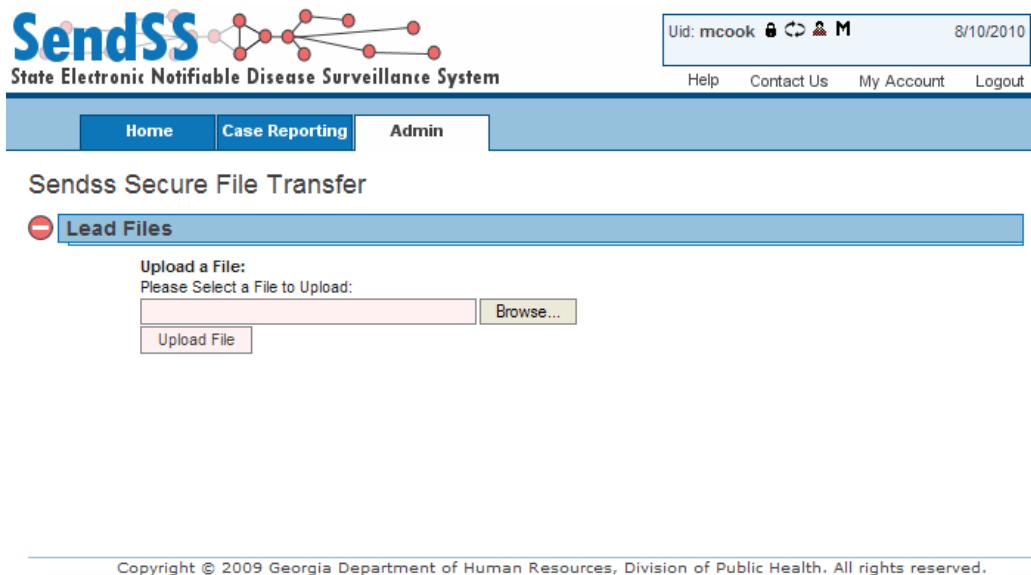 SendSS
State Electronic Notifiable Disease Surveillance System
Uid: mcook M 8/10/2010
Help Contact Us My Account Logout
Home Case Reporting Admin
Sendss Secure File Transfer
Lead Files
Upload a File:
Please Select a File to Upload:
Browse...
Upload File
Copyright © 2009 Georgia Department of Human Resources, Division of Public Health. All rights reserved.